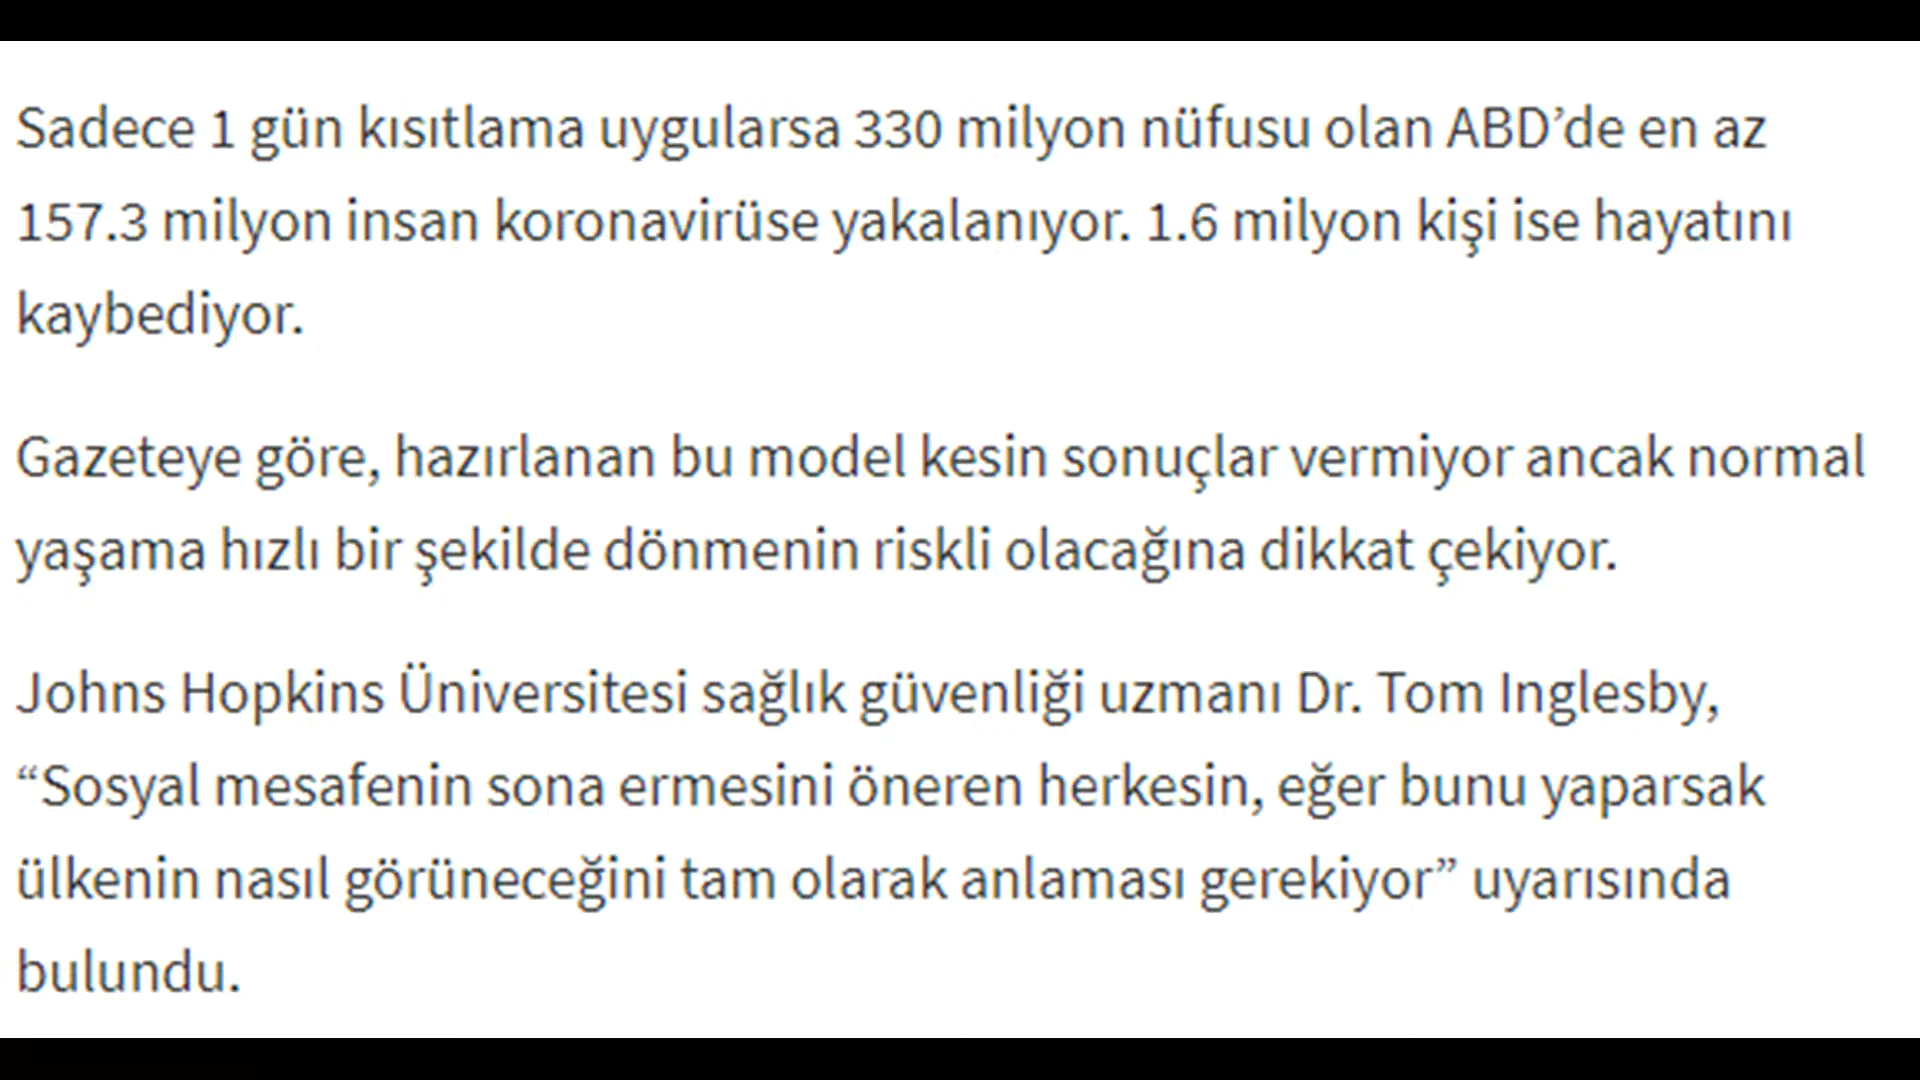 Sadece 1 gün kısıtlama uygularsa 330 milyon nüfusu olan ABD’de en az
157.3 milyon insan koronavirüse yakalanıyor. 1.6 milyon kişi ise hayatını
kaybediyor.
Gazeteye göre, hazırlanan bu model kesin sonuçlar vermiyor ancak normal
yaşama hızlı bir şekilde dönmenin riskli olacağına dikkat çekiyor.
Johns Hopkins Üniversitesi sağlık güvenliği uzmanı Dr. Tom Inglesby,
“Sosyal mesafenin sona ermesini öneren herkesin, eğer bunu yaparsak
ülkenin nasıl görüneceğini tam olarak anlaması gerekiyor” uyarısında
bulundu.